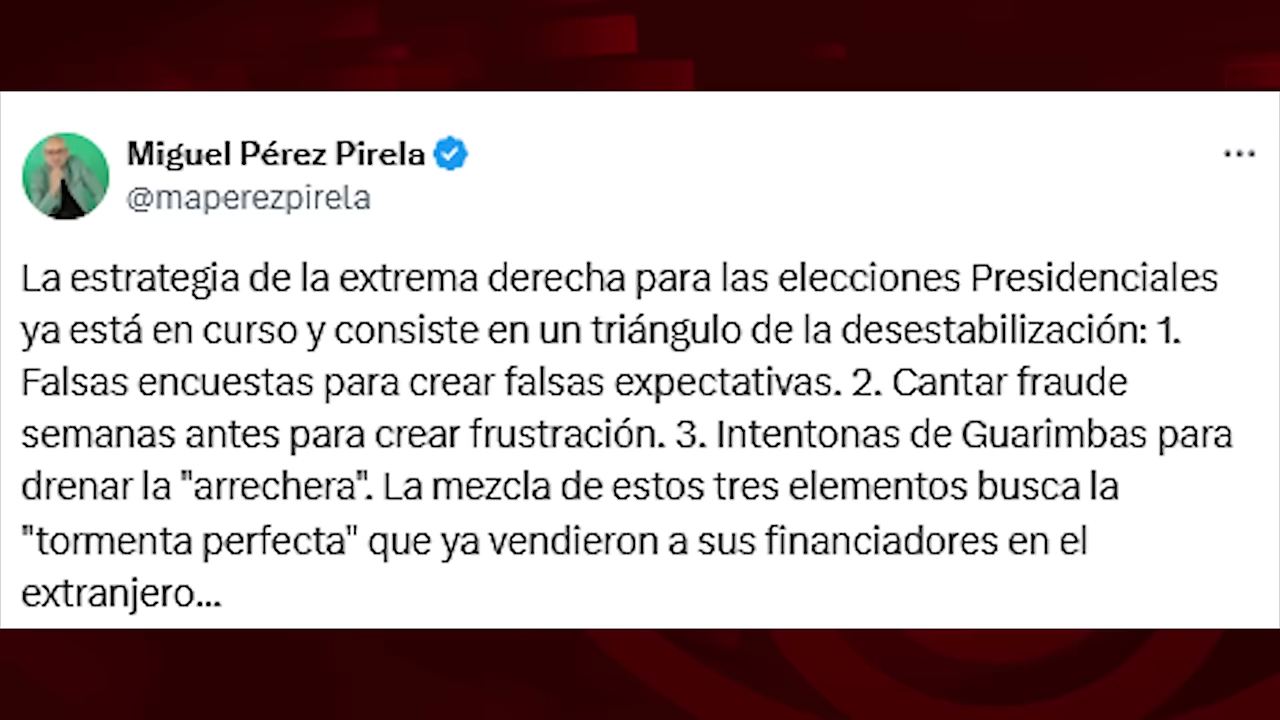 Miguel Pérez Pirela
@maperezpirela
La estrategia de la extrema derecha para las elecciones Presidenciales
ya está en curso y consiste en un triángulo de la desestabilización: 1.
Falsas encuestas para crear falsas expectativas. 2. Cantar fraude
semanas antes para crear frustración. 3. Intentonas de Guarimbas para
drenar la "arrechera". La mezcla de estos tres elementos busca la
"tormenta perfecta" que ya vendieron a sus financiadores en el
extranjero...